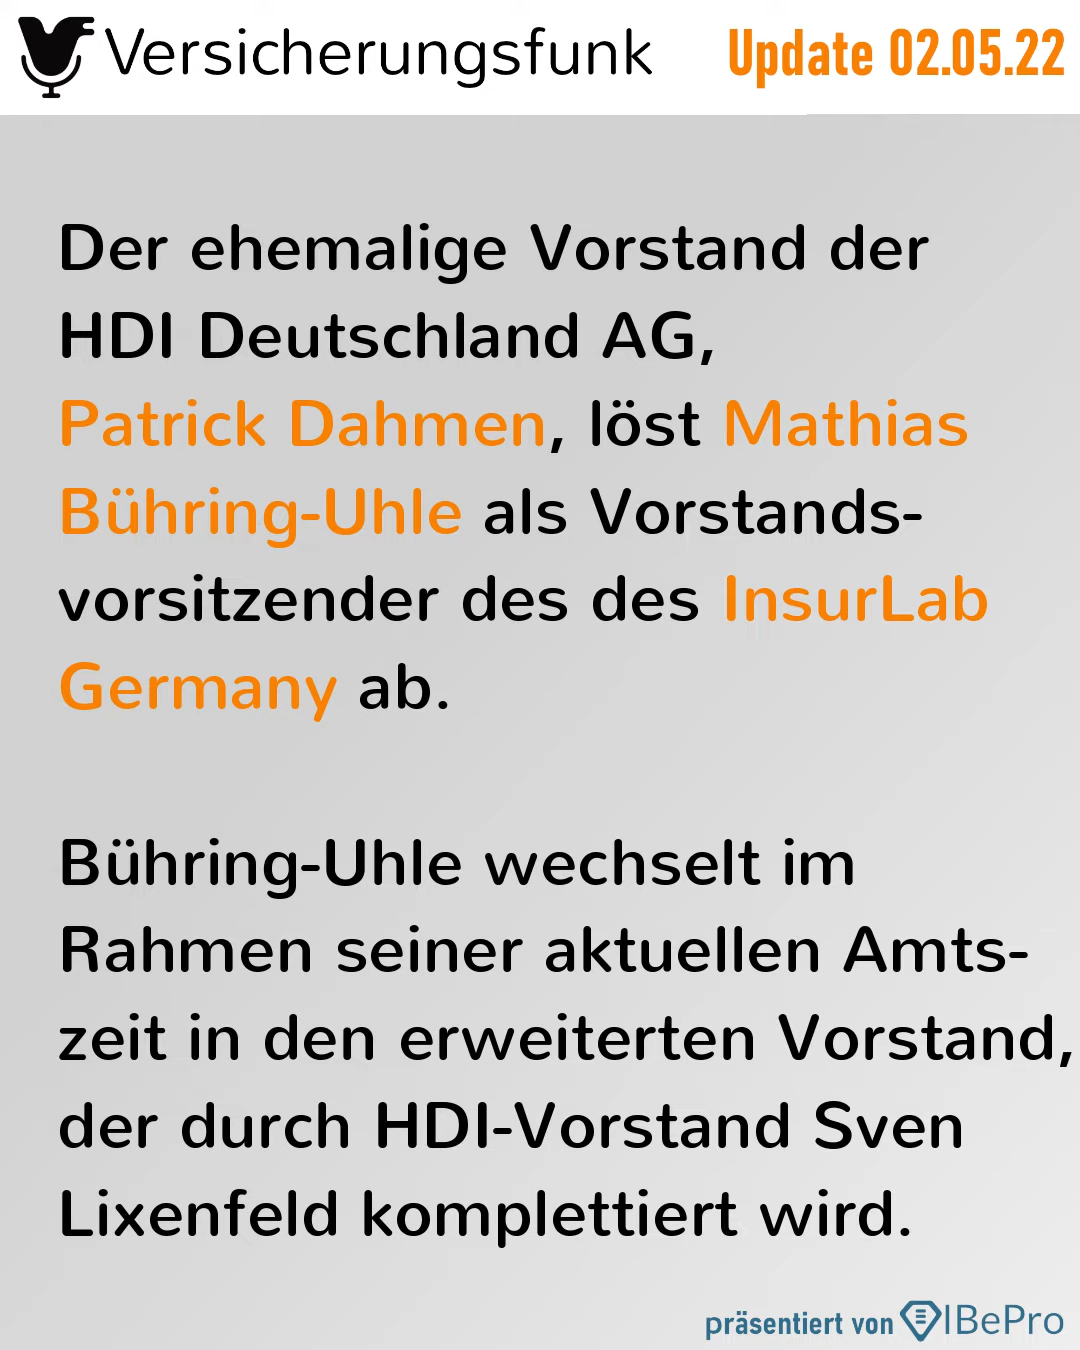 Versicherungsfunk
Update 02.05.22
Der ehemalige Vorstand der
HDI Deutschland AG,
Patrick Dahmen, löst Mathias
Bühring-Uhle als Vorstands-
vorsitzender des des InsurLab
Germany ab.
Bühring-Uhle wechselt im
Rahmen seiner aktuellen Amts-
zeit in den erweiterten Vorstand,
der durch HDI-Vorstand Sven
Lixenfeld komplettiert wird.
präsentiert von IBePro